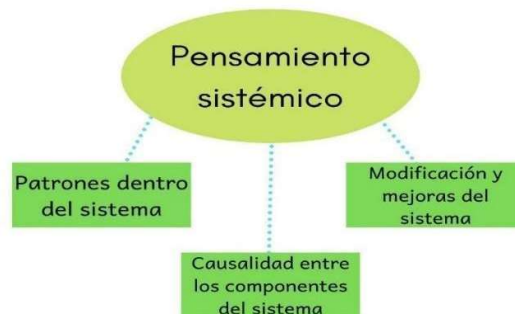 Pensamiento
sistémico
Patrones dentro
del sistema
Causalidad entre
los componentes
del sistema
Modificación y
mejoras del
sistema